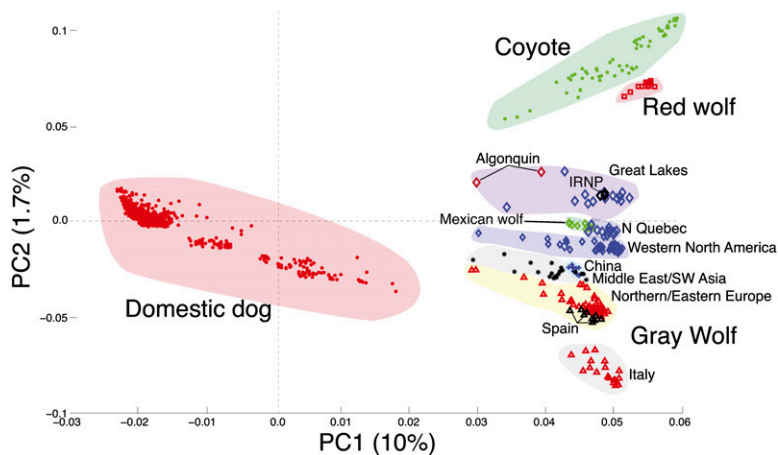 0.1
0.05
0.0
-0.05
-0.1
PC2 (1.7%)
Coyote
Red wolf
Algonquin
Great Lakes
IRNP
Mexican wolf
N Quebec
Western North America
China
Middle East/SW Asia
Northern/Eastern Europe
Spain
Gray Wolf
Italy
Domestic dog
-0.03
-0.01
0.0
0.01
0.02
0.03
0.04
0.05
0.06
PC1 (10%)